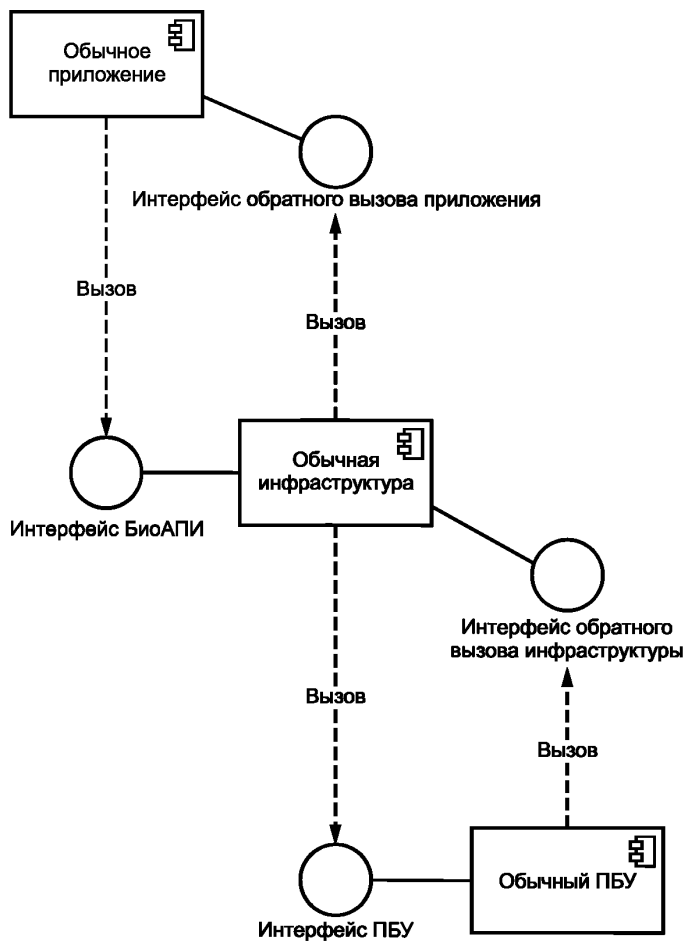 Обычное
приложение
Интерфейс обратного вызова приложения
Вызов
Вызов
Обычная
инфраструктура
Интерфейс БиоАПИ
Интерфейс обратного
вызова инфраструктуры
Вызов
Вызов
Обычный ПБУ
Интерфейс ПБУ